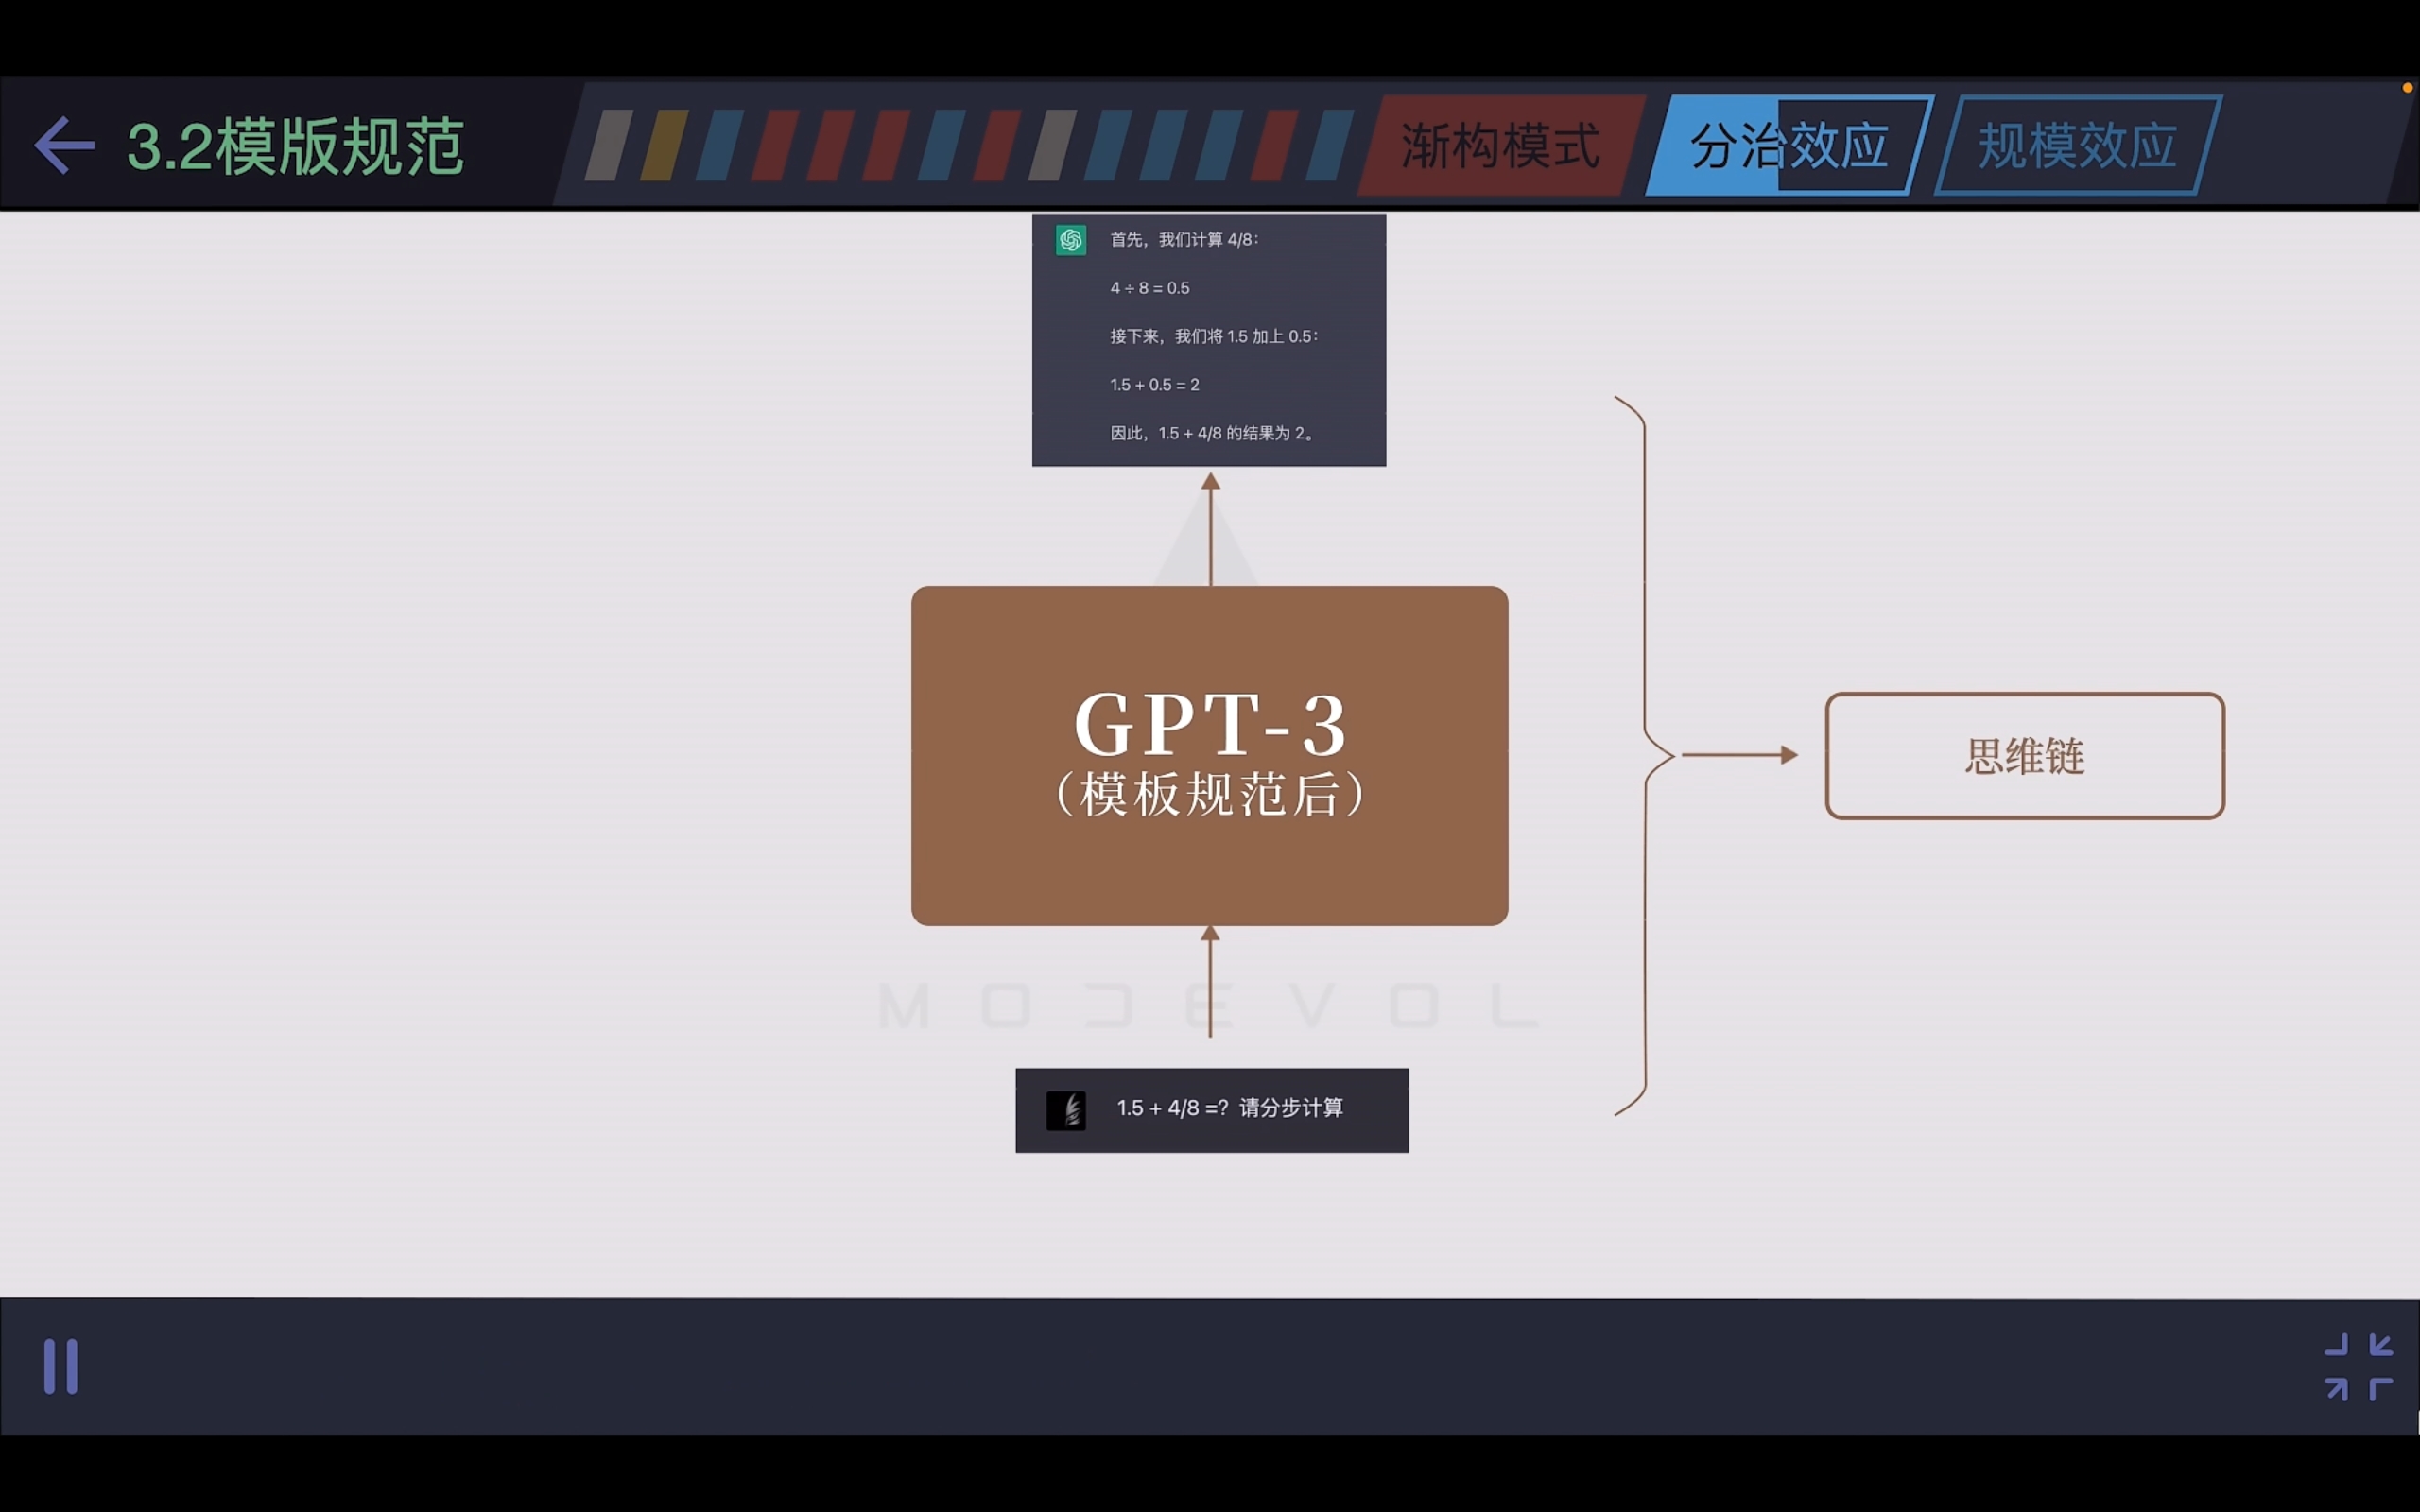 3.2模版规范
渐构模式
分治效应
规模效应
首先，我们计算 4/8：
4 ÷ 8 = 0.5
接下来，我们将 1.5 加上 0.5：
1.5 + 0.5 = 2
因此，1.5 + 4/8 的结果为 2。
GPT-3
（模板规范后）
思维链
MODEVOL
1.5 + 4/8 =? 请分步计算